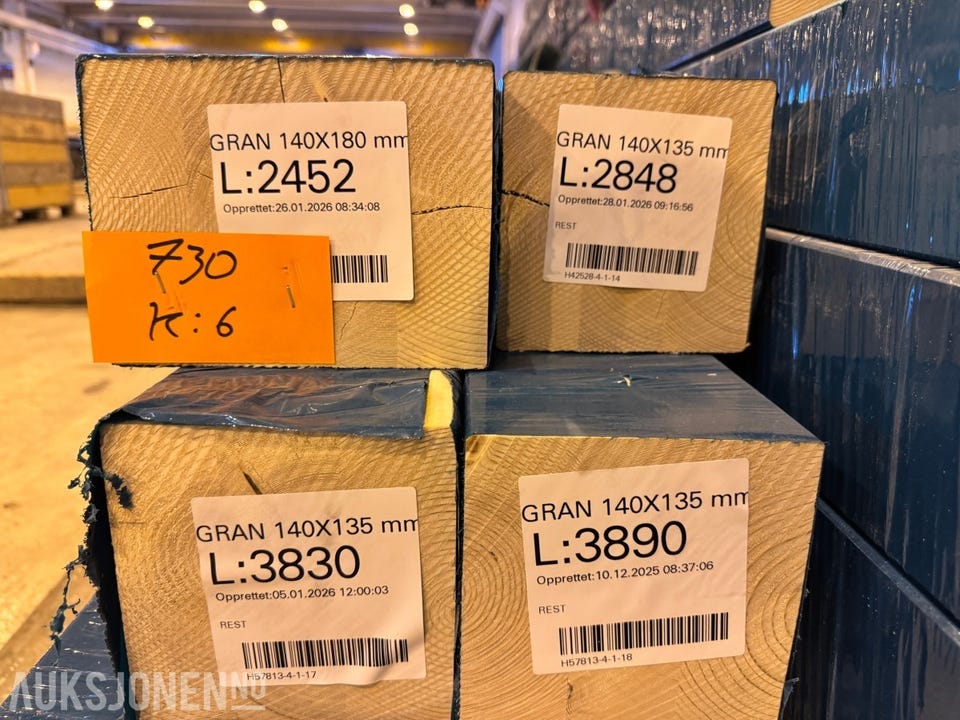 GRAN 140X180 mm
L:2452
Opprettet:26.01.2026 08:34:08
730
K: 6
GRAN 140X135 mm
L:2848
Opprettet:28.01.2026 09:16:56
REST
H42528-4-1-14
GRAN 140X135 mm
L:3830
Opprettet:05.01.2026 12:00:03
REST
H57813-4-1-17
GRAN 140X135 mm
L:3890
Opprettet:10.12.2025 08:37:06
REST
H57813-4-1-18
AUKSJONEN.NO